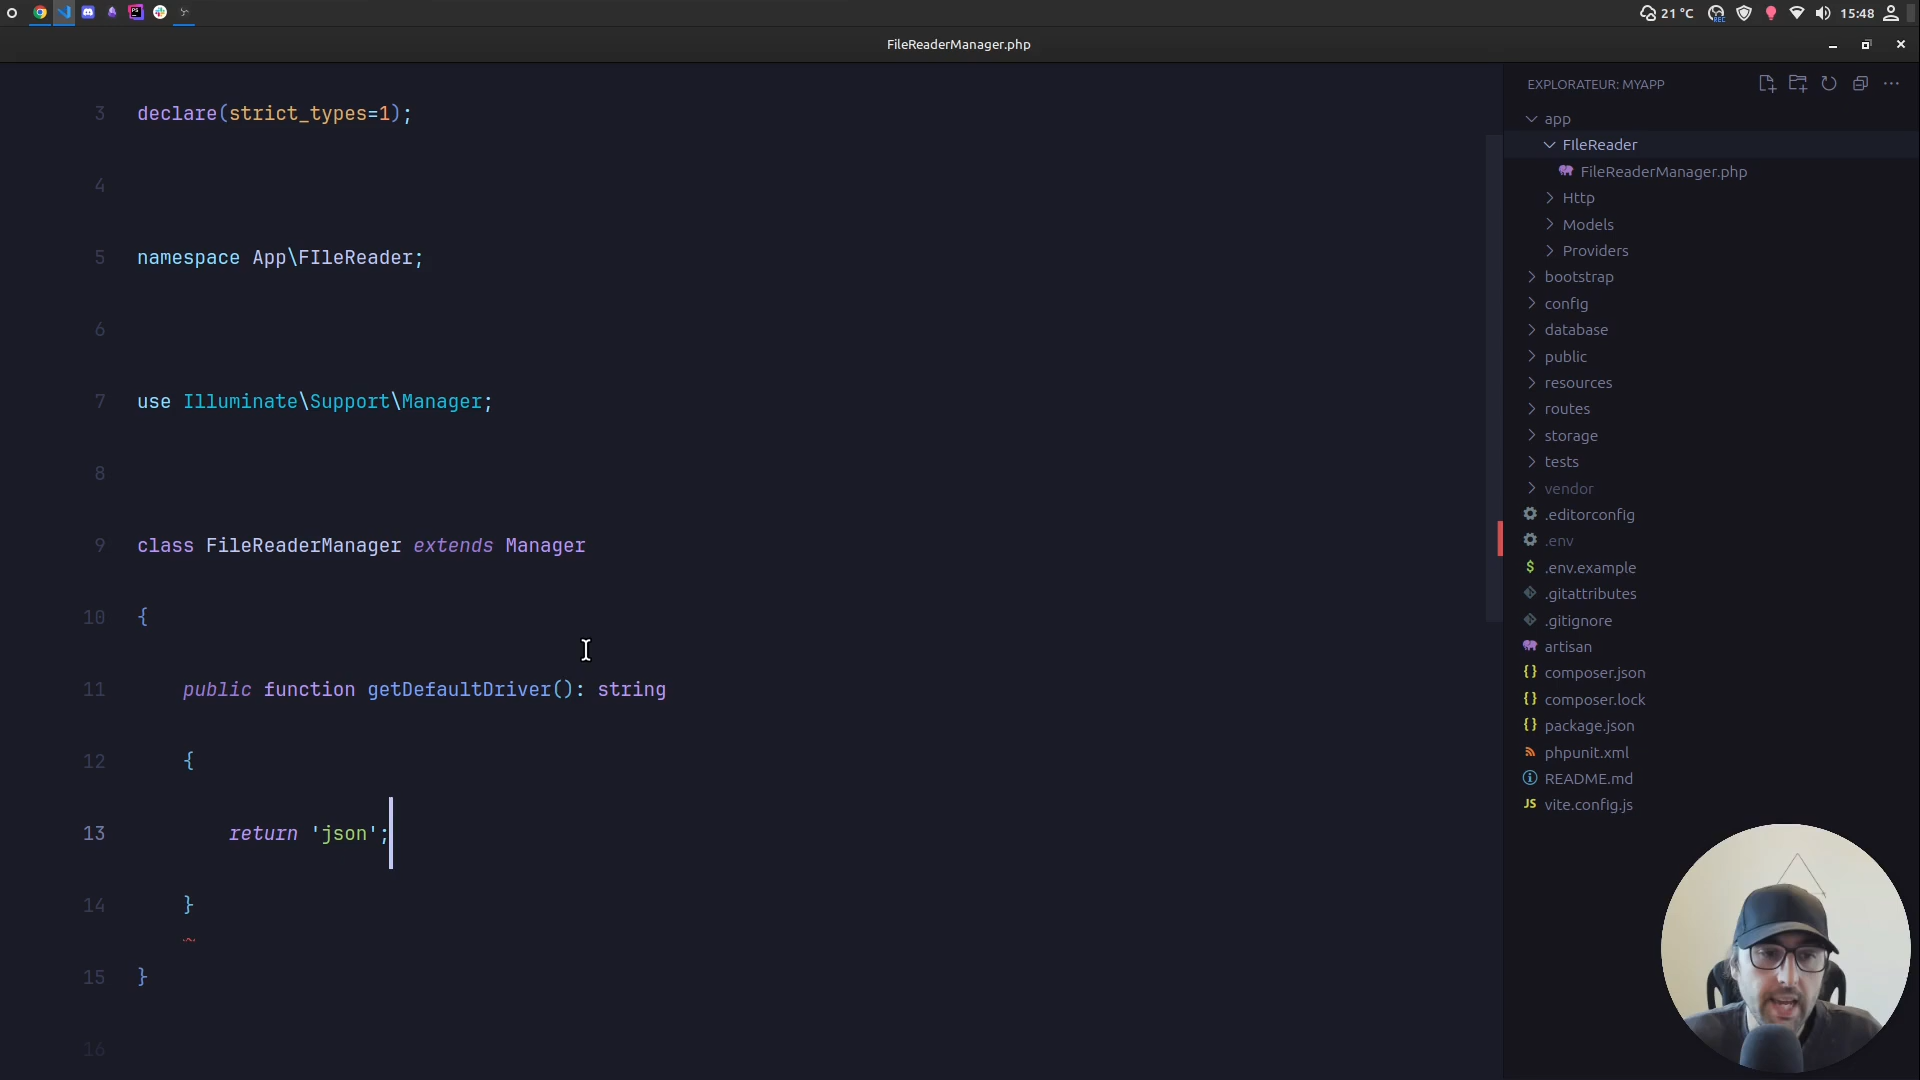 21 °C
REC
15:48
FileReaderManager.php
3 declare(strict_types=1);
4
5 namespace App\FIleReader;
6
7 use Illuminate\Support\Manager;
8
9 class FileReaderManager extends Manager
10 {
11 public function getDefaultDriver(): string
12 {
13 return 'json';
14 }
15 }
16
EXPLORATEUR: MYAPP
app
FIleReader
FileReaderManager.php
Http
Models
Providers
bootstrap
config
database
public
resources
routes
storage
tests
vendor
.editorconfig
.env
$ .env.example
.gitattributes
.gitignore
artisan
{} composer.json
{} composer.lock
{} package.json
phpunit.xml
README.md
JS vite.config.js